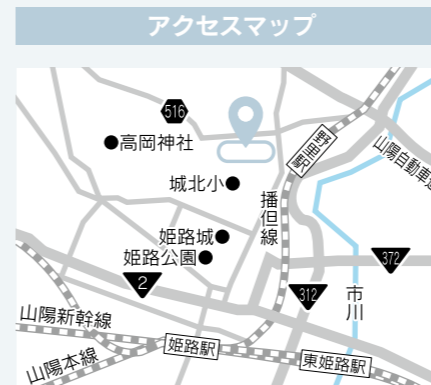 アクセスマップ
516
高岡神社
野里駅
山陽自動車道
城北小
播但線
姫路城
姫路公園
372
2
312
市川
山陽新幹線
姫路駅
山陽本線
東姫路駅